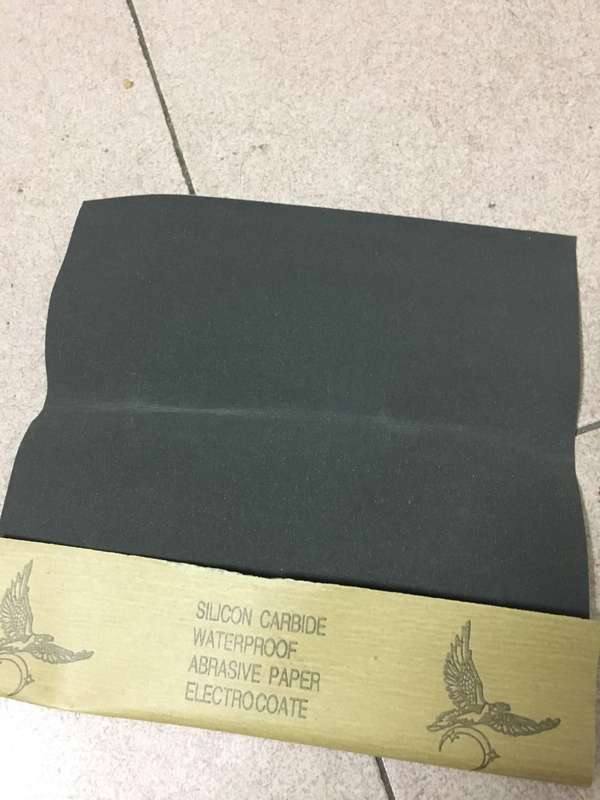 SILICON CARBIDE
WATERPROOF
ABRASIVE PAPER
ELECTROCOATE